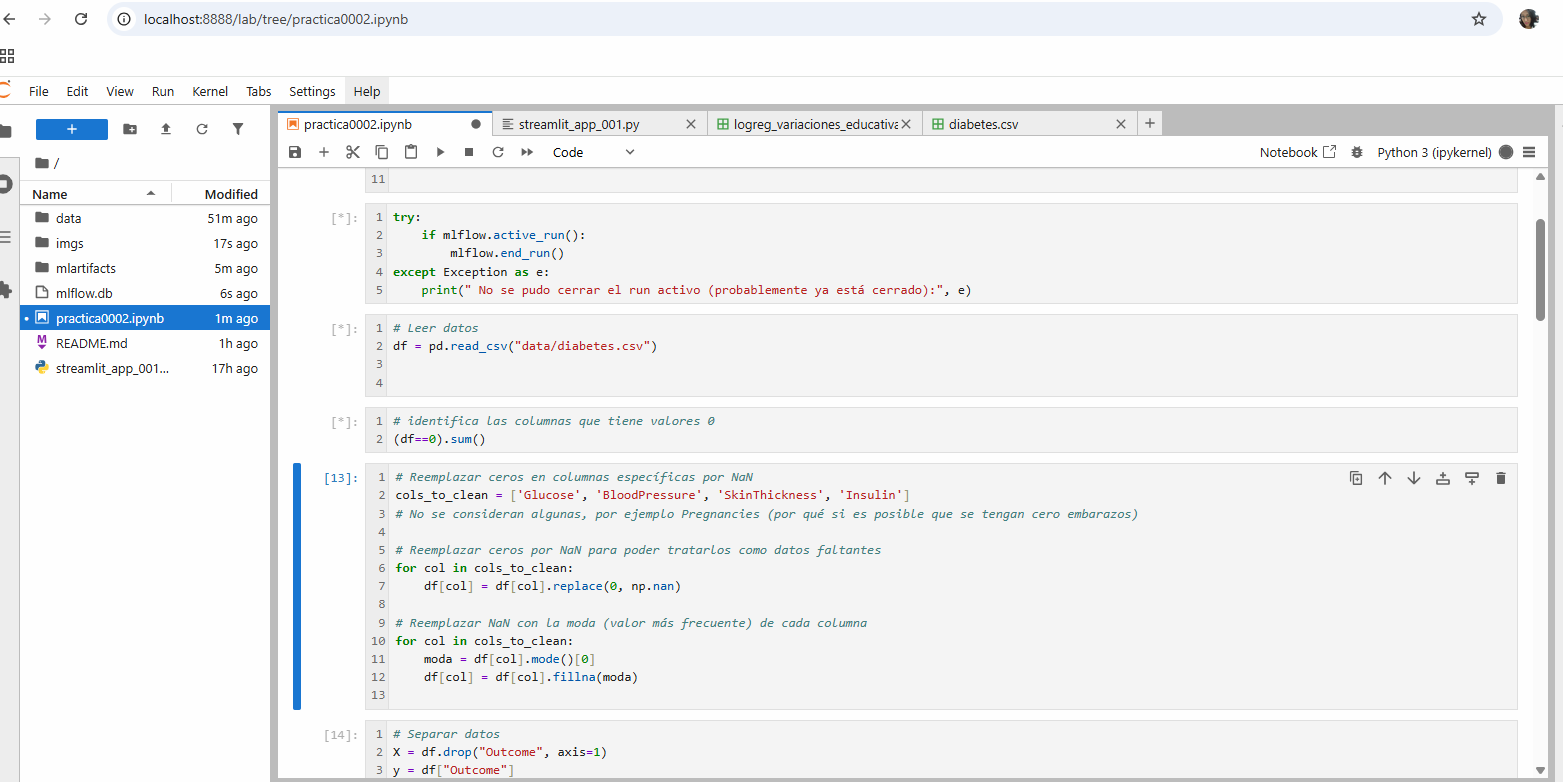 localhost:8888/lab/tree/practica0002.ipynb
File Edit View Run Kernel Tabs Settings Help
practica0002.ipynb
streamlit_app_001.py
logreg_variaciones_educativa
diabetes.csv
Code
Notebook
Python 3 (ipykernel)
/
Name Modified
data 51m ago
imgs 17s ago
mlartifacts 5m ago
mlflow.db 6s ago
practica0002.ipynb 1m ago
README.md 1h ago
streamlit_app_001... 17h ago
11
[*]:
1 try:
2 if mlflow.active_run():
3 mlflow.end_run()
4 except Exception as e:
5 print(" No se pudo cerrar el run activo (probablemente ya está cerrado):", e)
[*]:
1 # Leer datos
2 df = pd.read_csv("data/diabetes.csv")
3
4
[*]:
1 # identifica las columnas que tiene valores 0
2 (df==0).sum()
[13]:
1 # Reemplazar ceros en columnas específicas por NaN
2 cols_to_clean = ['Glucose', 'BloodPressure', 'SkinThickness', 'Insulin']
3 # No se consideran algunas, por ejemplo Pregnancies (por qué si es posible que se tengan cero embarazos)
4
5 # Reemplazar ceros por NaN para poder tratarlos como datos faltantes
6 for col in cols_to_clean:
7 df[col] = df[col].replace(0, np.nan)
8
9 # Reemplazar NaN con la moda (valor más frecuente) de cada columna
10 for col in cols_to_clean:
11 moda = df[col].mode()[0]
12 df[col] = df[col].fillna(moda)
13
[14]:
1 # Separar datos
2 X = df.drop("Outcome", axis=1)
3 y = df["Outcome"]